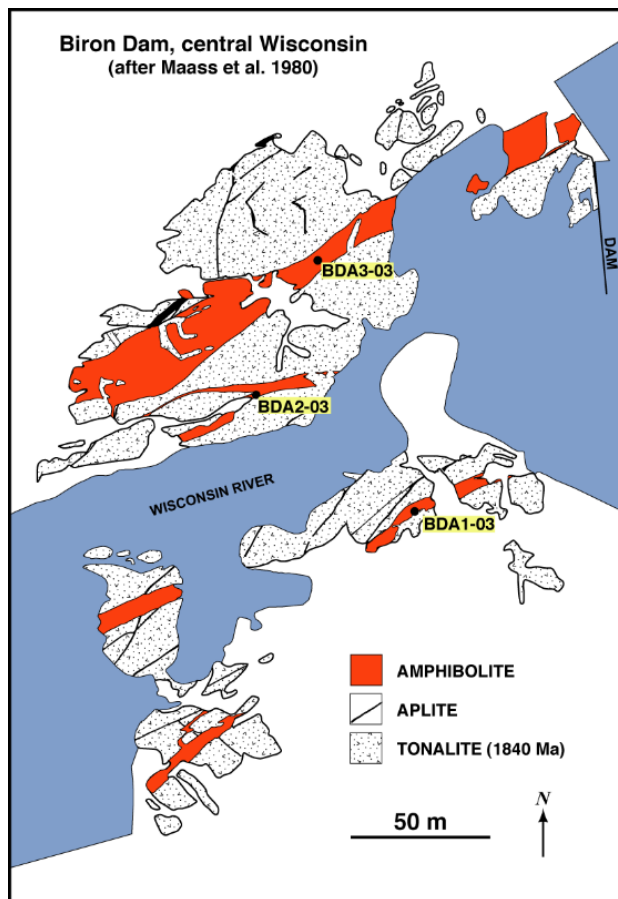 Biron Dam, central Wisconsin
(after Maass et al. 1980)
DAM
BDA3-03
BDA2-03
WISCONSIN RIVER
BDA1-03
AMPHIBOLITE
APLITE
TONALITE (1840 Ma)
50 m
N